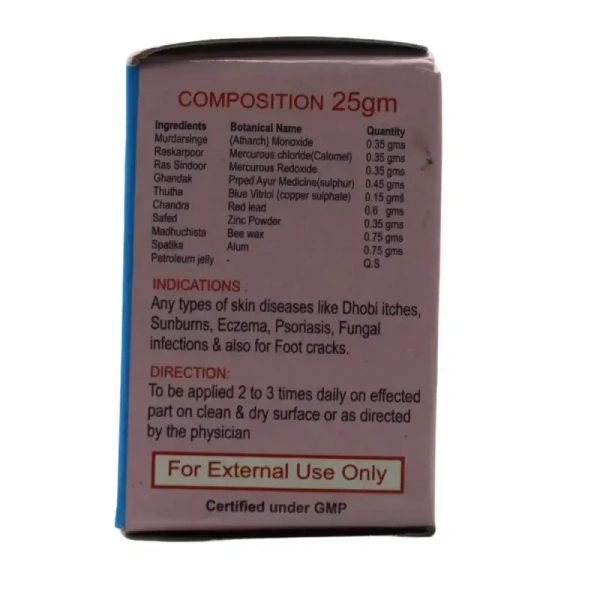 COMPOSITION 25gm
Ingredients Botanical Name Quantity
Murdarsinge (Atharch) Monoxide 0.35 gms
Raskarpoor Mercurous chloride(Calomel) 0.35 gms
Ras Sindoor Mercurous Redoxide 0.35 gms
Ghandak Prped Ayur Medicine(sulphur) 0.45 gms
Thutha Blue Vitriol (copper sulphate) 0.15 gms
Chandra Red lead 0.6 gms
Safed Zinc Powder 0.35 gms
Madhuchista Bee wax 0.75 gms
Spatika Alum 0.75 gms
Petroleum jelly - Q.S
INDICATIONS :
Any types of skin diseases like Dhobi itches,
Sunburns, Eczema, Psoriasis, Fungal
infections & also for Foot cracks.
DIRECTION:
To be applied 2 to 3 times daily on effected
part on clean & dry surface or as directed
by the physician
For External Use Only
Certified under GMP